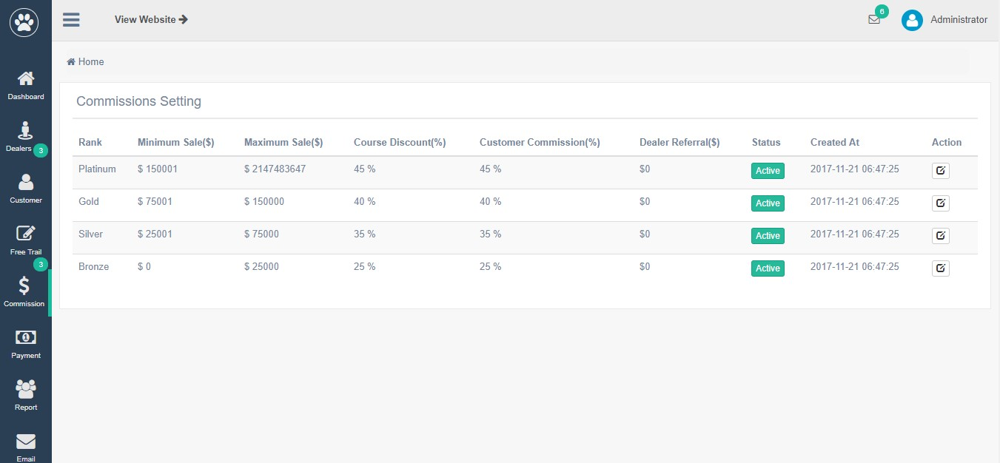 View Website
6
Administrator
Home
Dashboard
Dealers 3
Customer
Free Trail
3
Commission
1
Payment
Report
Email
Commissions Setting
Rank Minimum Sale($) Maximum Sale($) Course Discount(%) Customer Commission(%) Dealer Referral($) Status Created At Action
Platinum $ 150001 $ 2147483647 45 % 45 % $0 Active 2017-11-21 06:47:25
Gold $ 75001 $ 150000 40 % 40 % $0 Active 2017-11-21 06:47:25
Silver $ 25001 $ 75000 35 % 35 % $0 Active 2017-11-21 06:47:25
Bronze $ 0 $ 25000 25 % 25 % $0 Active 2017-11-21 06:47:25